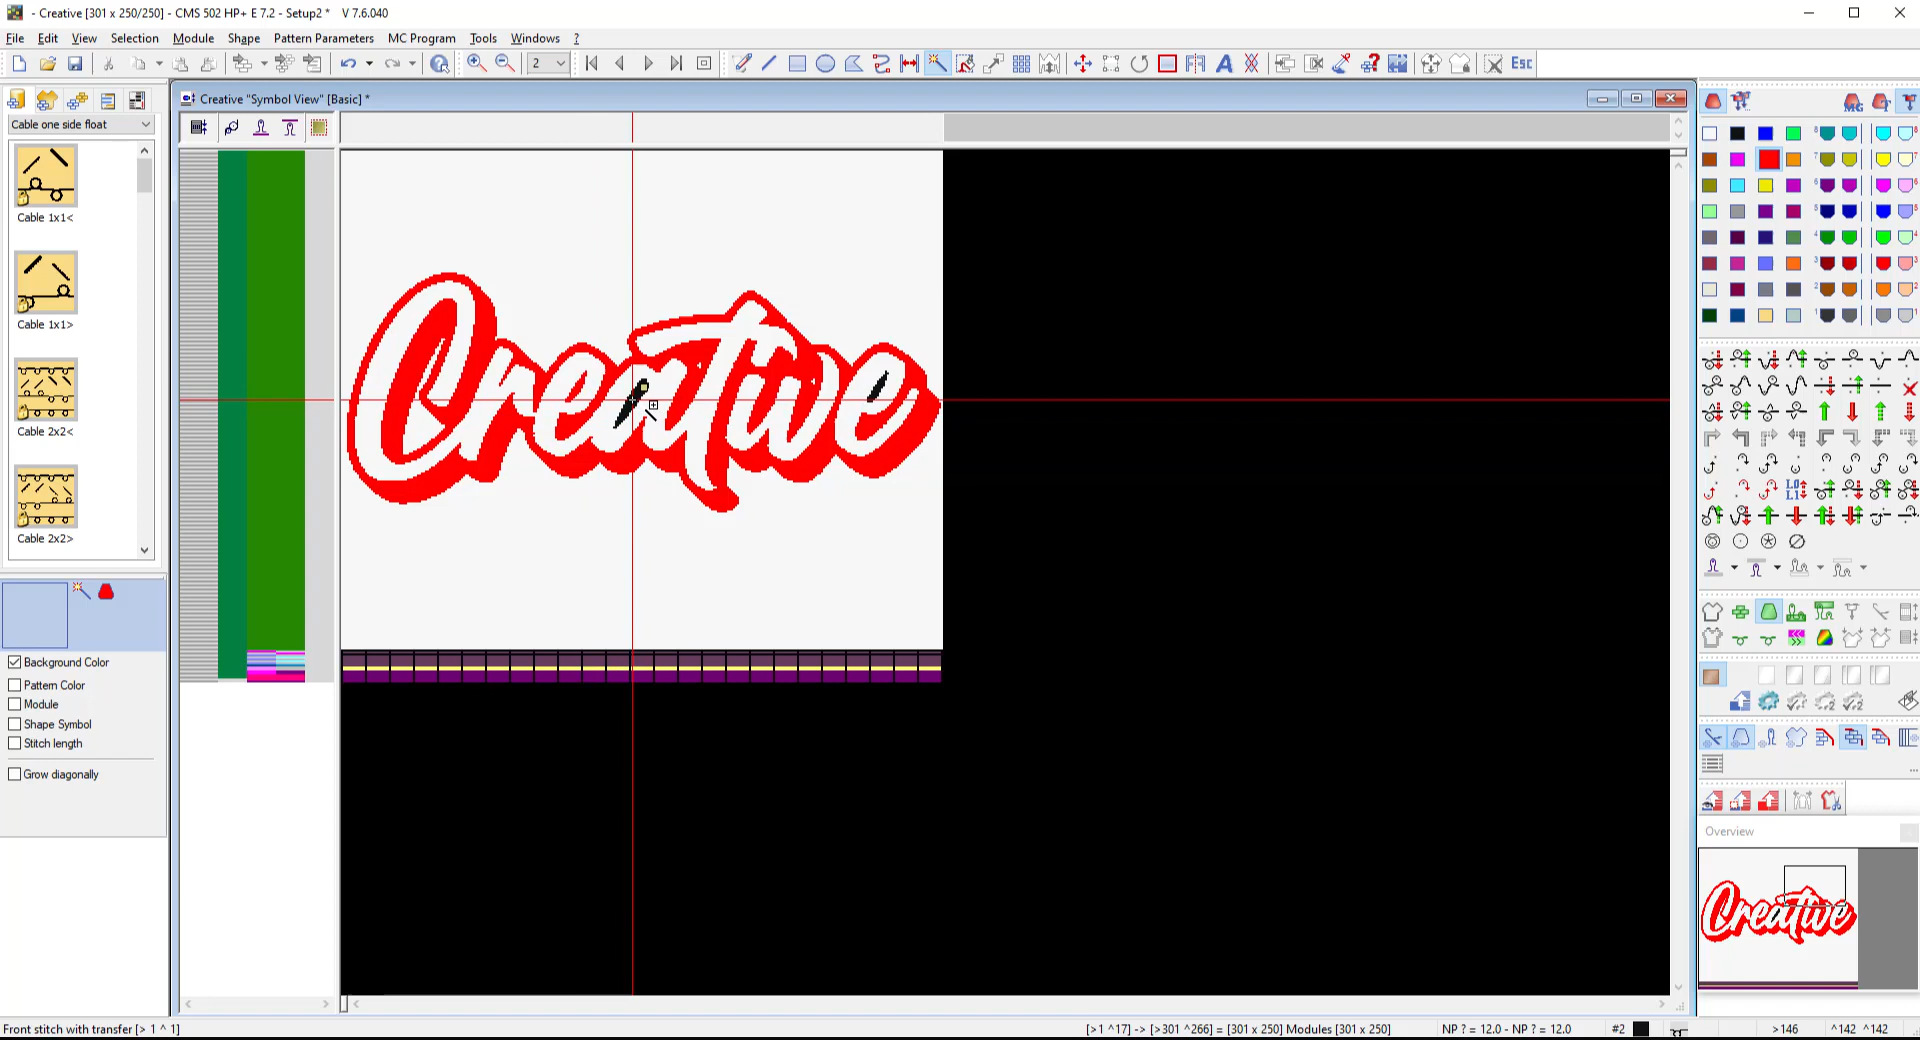 - Creative [301 x 250/250] - CMS 502 HP+ E 7.2 - Setup2 * V 7.6.040
File Edit View Drawing Selection Module Shape Pattern Parameters MC Program Tools Windows ?
2
Esc
Creative "Symbol View" [Basic] *
Cable one side float
Cable 1x1<
Cable 1x1>
Cable 2x2<
Cable 2x2>
Background Color
Pattern Color
Module
Shape Symbol
Stitch length
Grow diagonally
Creative
MG
Overview
Creative
Front stitch with transfer [> 1 ^ 1]
[>1 ^17] -> [>301 ^266] = [301 x 250] Modules [301 x 250]
NP ? = 12.0 - NP ? = 12.0
#2
>146
^142 ^142